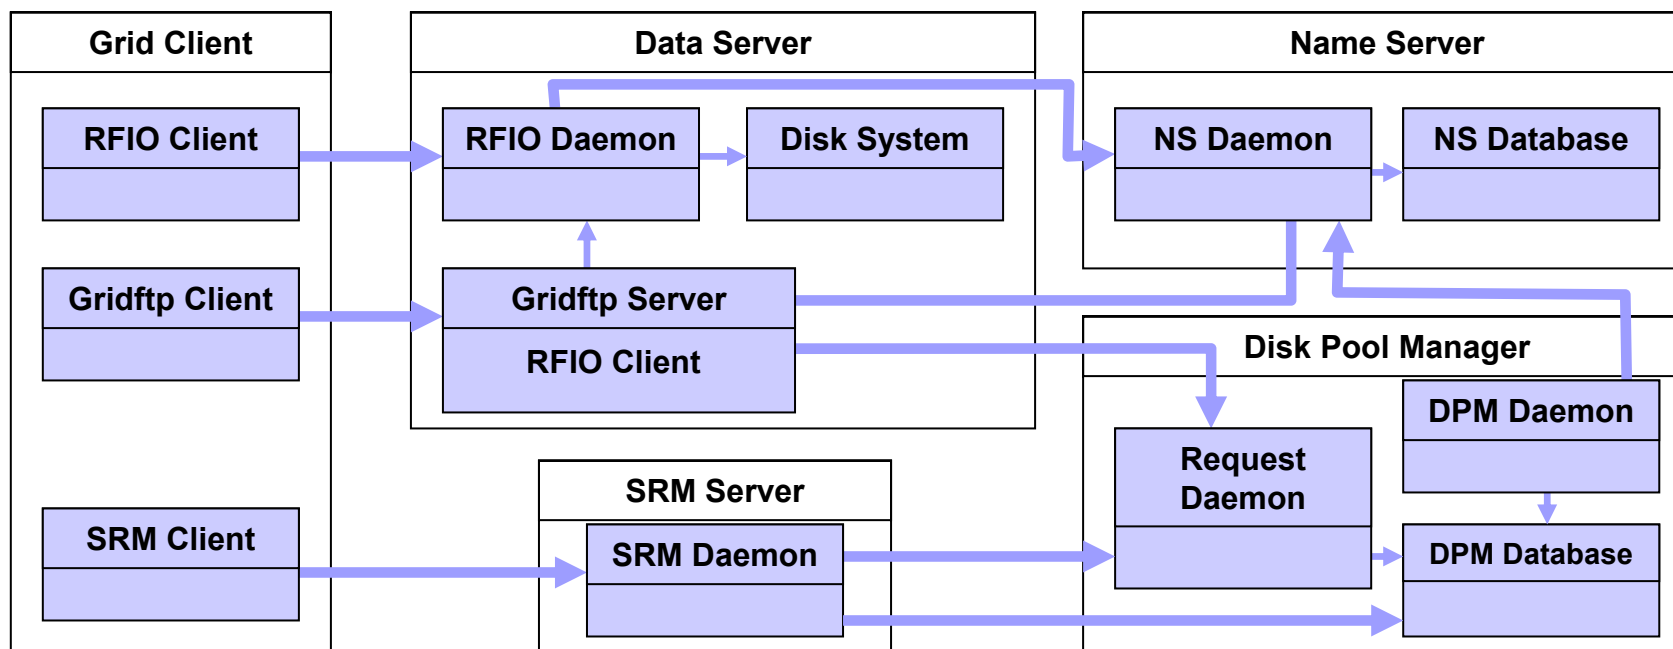 Grid Client
Data Server
Name Server
RFIO Client
RFIO Daemon
Disk System
NS Daemon
NS Database
Gridftp Client
Gridftp Server
RFIO Client
Disk Pool Manager
DPM Daemon
Request
Daemon
SRM Server
SRM Client
SRM Daemon
DPM Database